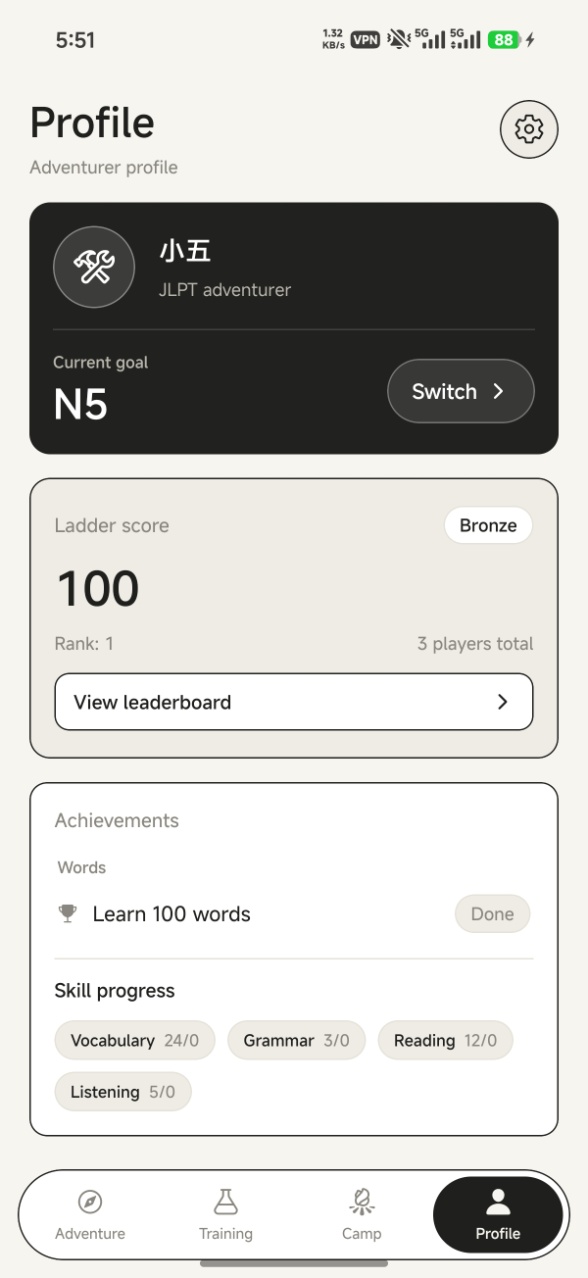 5:51
1.32 KB/s VPN 5G 5G 88
Profile
Adventurer profile
小五
JLPT adventurer
Current goal
N5
Switch
Ladder score
Bronze
100
Rank: 1
3 players total
View leaderboard
Achievements
Words
Learn 100 words
Done
Skill progress
Vocabulary 24/0
Grammar 3/0
Reading 12/0
Listening 5/0
Adventure
Training
Camp
Profile